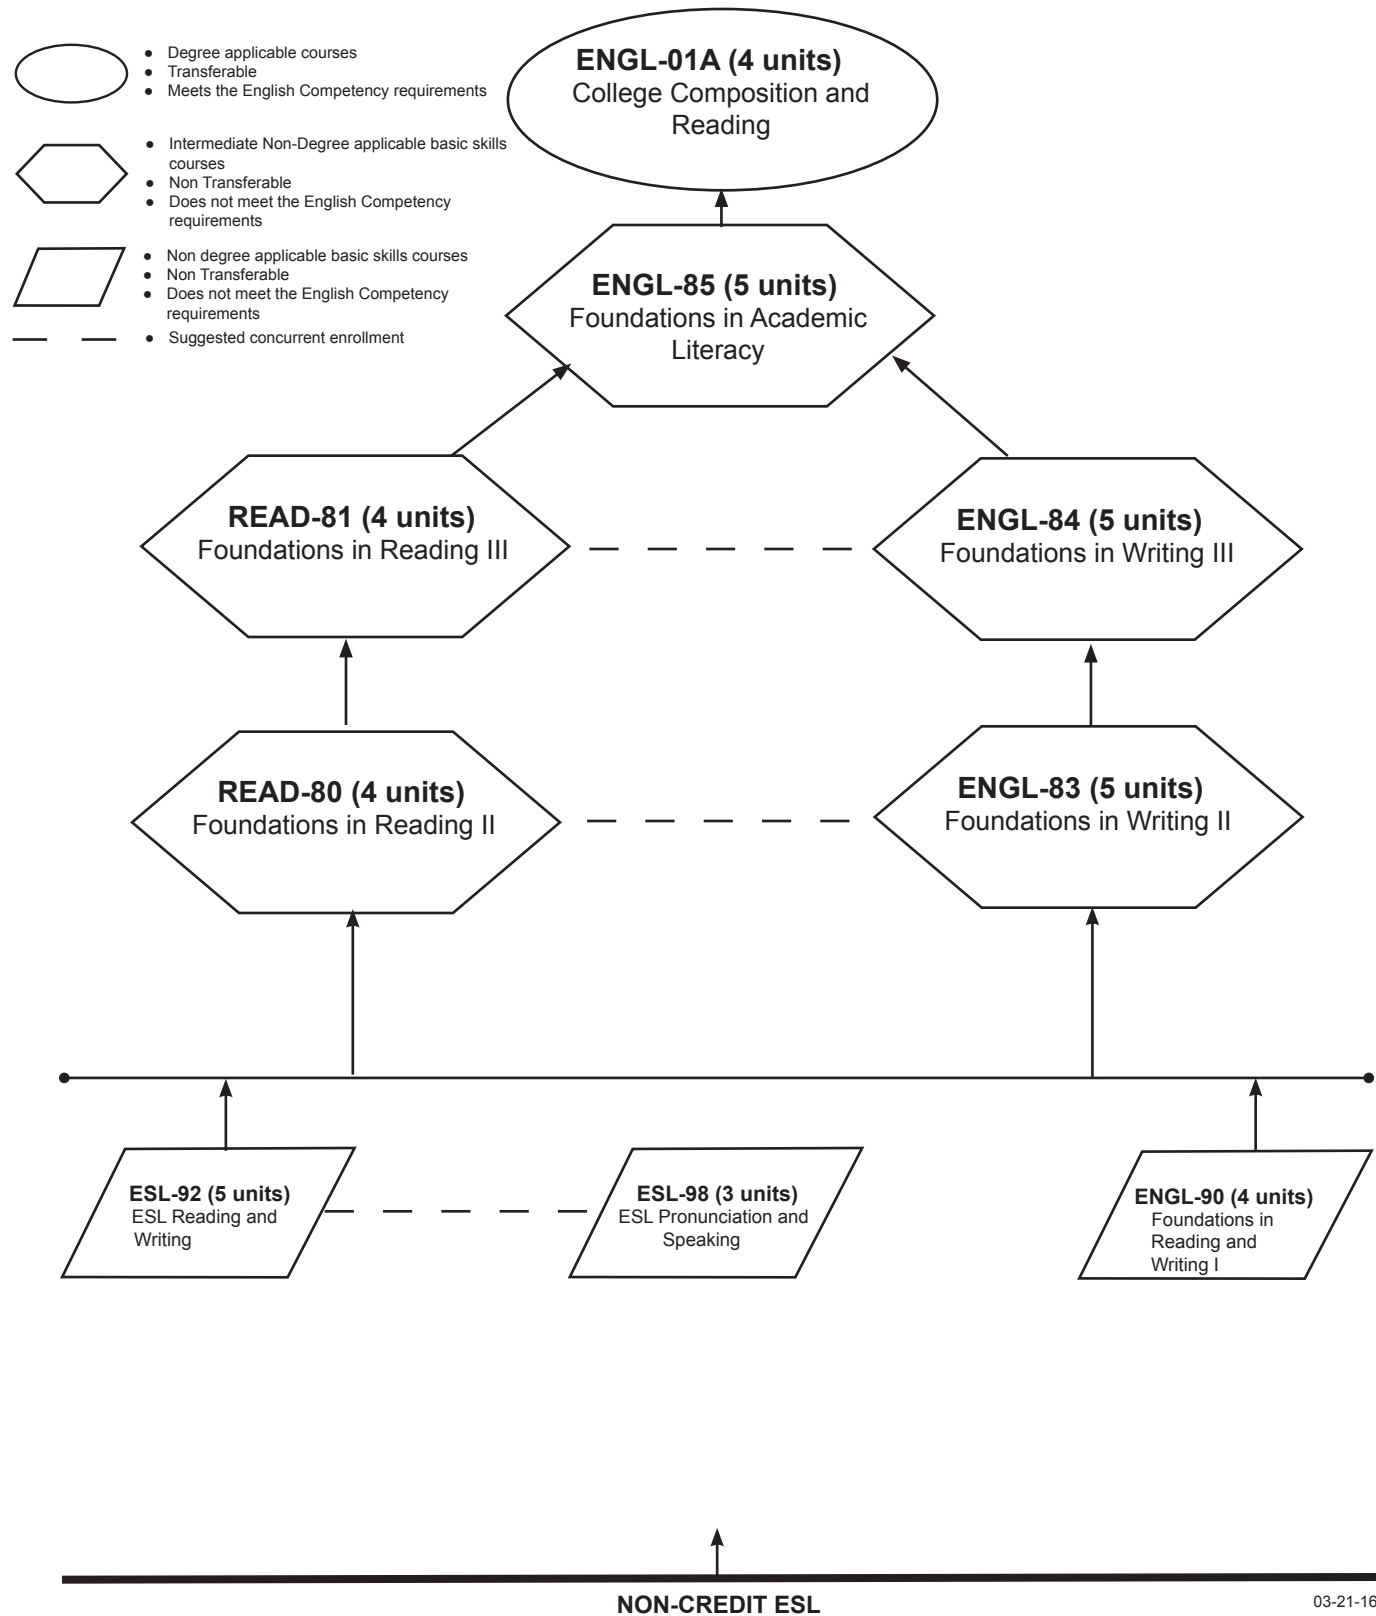 ● Degree applicable courses
● Transferable
● Meets the English Competency requirements
● Intermediate Non-Degree applicable basic skills
courses
● Non Transferable
● Does not meet the English Competency
requirements
● Non degree applicable basic skills courses
● Non Transferable
● Does not meet the English Competency
requirements
● Suggested concurrent enrollment
ENGL-01A (4 units)
College Composition and
Reading
ENGL-85 (5 units)
Foundations in Academic
Literacy
READ-81 (4 units)
Foundations in Reading III
ENGL-84 (5 units)
Foundations in Writing III
READ-80 (4 units)
Foundations in Reading II
ENGL-83 (5 units)
Foundations in Writing II
ESL-92 (5 units)
ESL Reading and
Writing
ESL-98 (3 units)
ESL Pronunciation and
Speaking
ENGL-90 (4 units)
Foundations in
Reading and
Writing I
NON-CREDIT ESL
03-21-16